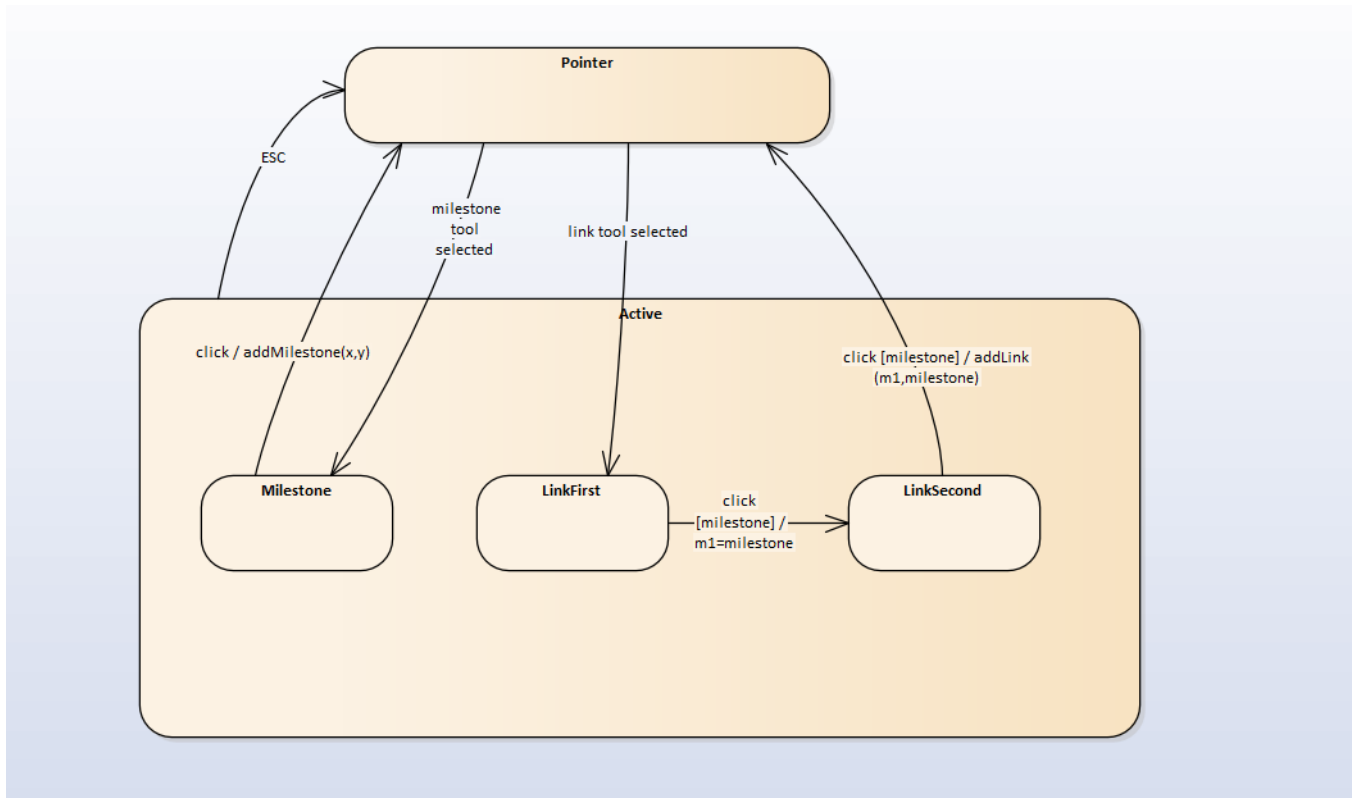 Pointer
ESC
milestone
tool
selected
link tool selected
Active
click / addMilestone(x,y)
click [milestone] / addLink
(m1,milestone)
Milestone
LinkFirst
LinkSecond
click
[milestone] /
m1=milestone